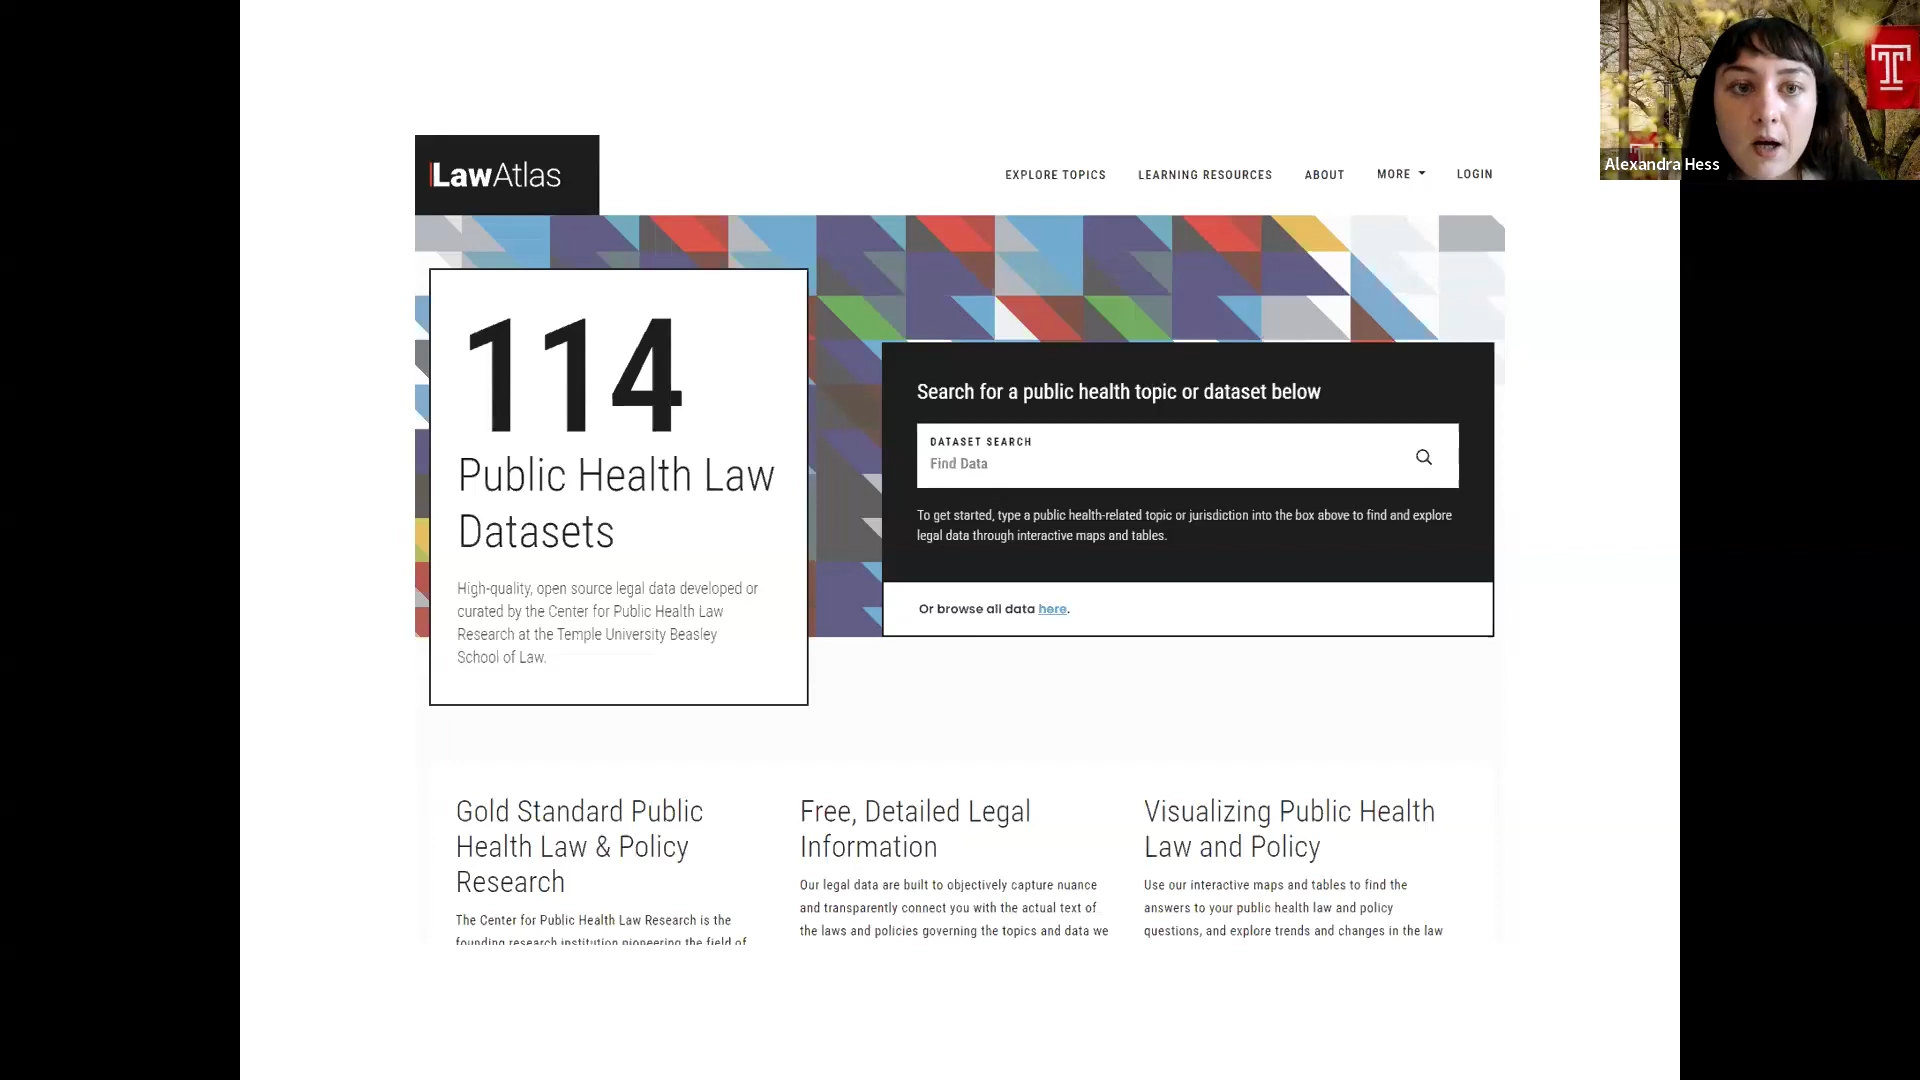 LawAtlas
EXPLORE TOPICS
LEARNING RESOURCES
ABOUT
MORE
LOGIN
114
Public Health Law
Datasets
High-quality, open source legal data developed or
curated by the Center for Public Health Law
Research at the Temple University Beasley
School of Law.
Search for a public health topic or dataset below
DATASET SEARCH
Find Data
To get started, type a public health-related topic or jurisdiction into the box above to find and explore
legal data through interactive maps and tables.
Or browse all data here.
Gold Standard Public
Health Law & Policy
Research
The Center for Public Health Law Research is the
founding research institution pioneering the field of
Free, Detailed Legal
Information
Our legal data are built to objectively capture nuance
and transparently connect you with the actual text of
the laws and policies governing the topics and data we
Visualizing Public Health
Law and Policy
Use our interactive maps and tables to find the
answers to your public health law and policy
questions, and explore trends and changes in the law
Alexandra Hess
T